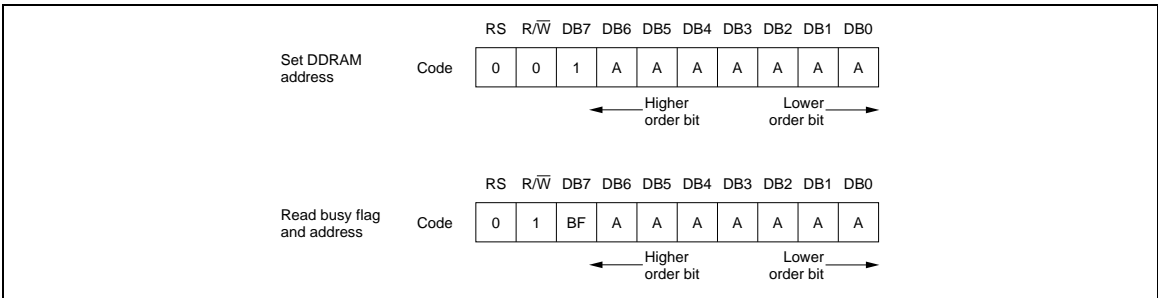 RS R/W̅ DB7 DB6 DB5 DB4 DB3 DB2 DB1 DB0
Set DDRAM
address
Code 0 0 1 A A A A A A A
Higher
order bit
Lower
order bit
RS R/W̅ DB7 DB6 DB5 DB4 DB3 DB2 DB1 DB0
Read busy flag
and address
Code 0 1 BF A A A A A A A
Higher
order bit
Lower
order bit